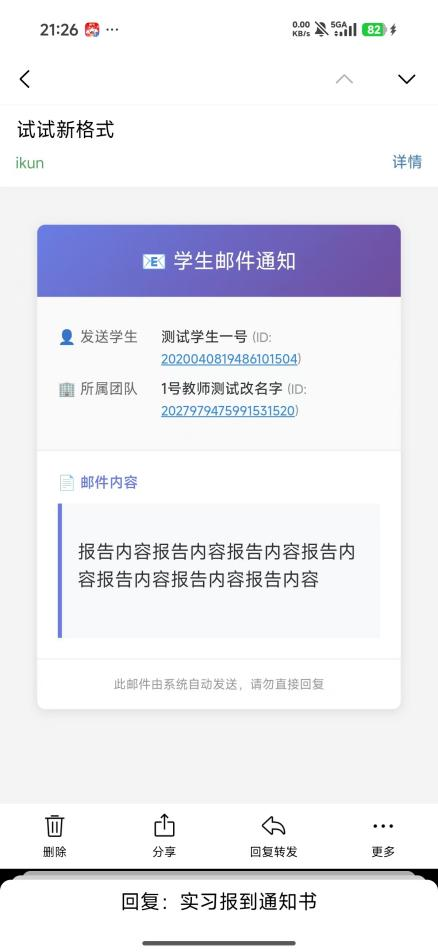 21:26 ··· 0.00 KB/s 5GA 82
试试新格式
ikun 详情
📧 学生邮件通知
👤 发送学生 测试学生一号 (ID:
2020040819486101504)
🏢 所属团队 1号教师测试改名字 (ID:
2027979475991531520)
📄 邮件内容
报告内容报告内容报告内容报告内
容报告内容报告内容报告内容
此邮件由系统自动发送，请勿直接回复
删除 分享 回复转发 更多
回复：实习报到通知书